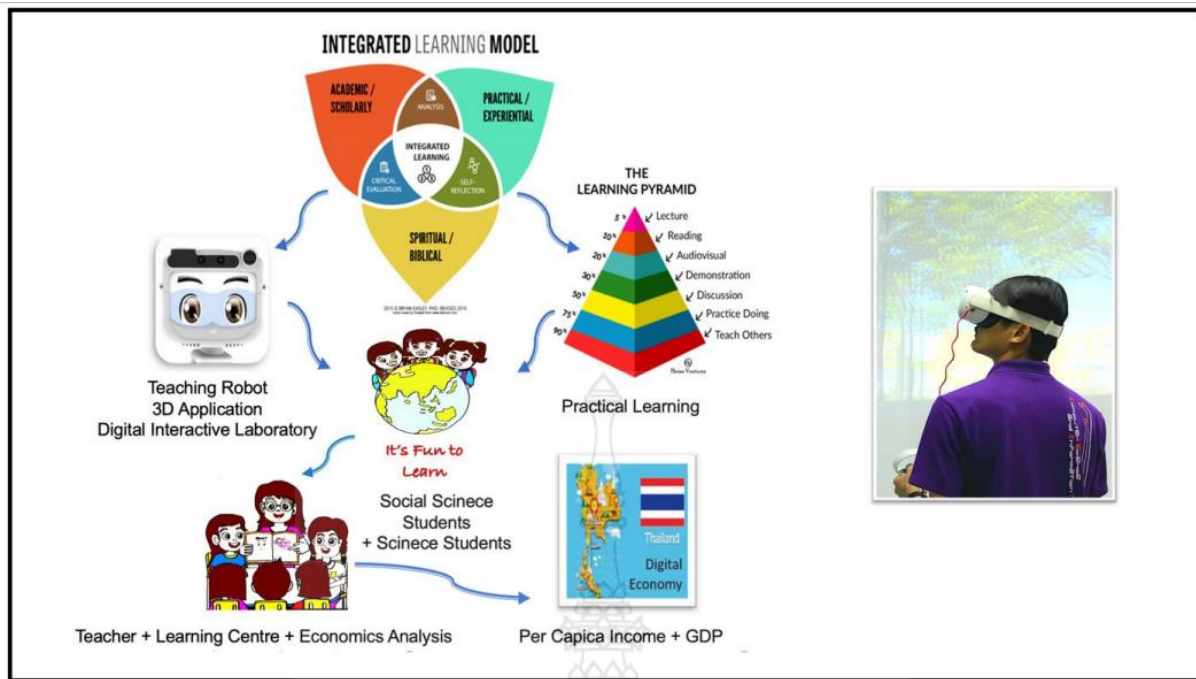 INTEGRATED LEARNING MODEL
ACADEMIC /
SCHOLARLY
ANALYSIS
PRACTICAL /
EXPERIENTIAL
INTEGRATED
LEARNING
CRITICAL
EVALUATION
SELF-
REFLECTION
SPIRITUAL /
BIBLICAL
THE
LEARNING PYRAMID
5%
Lecture
10%
Reading
20%
Audiovisual
30%
Demonstration
50%
Discussion
75%
Practice Doing
90%
Teach Others
Teaching Robot
3D Application
Digital Interactive Laboratory
Practical Learning
It's Fun to
Learn
Social Scinece
Students
+ Scinece Students
Thailand
Digital
Economy
Teacher + Learning Centre + Economics Analysis
Per Capica Income + GDP